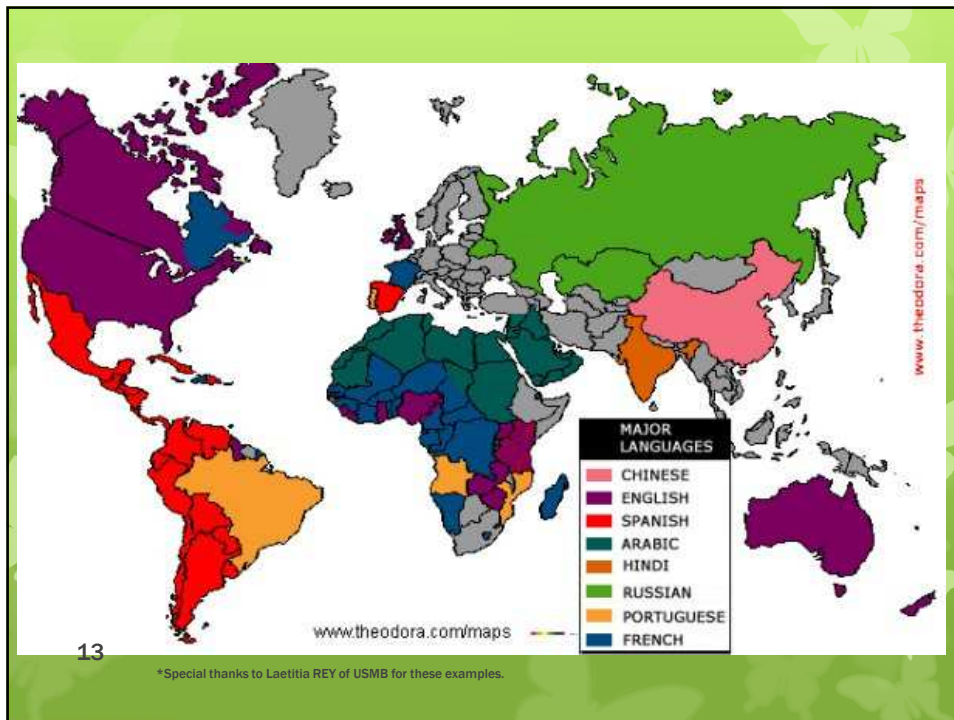 www.theodora.com/maps
MAJOR
LANGUAGES
CHINESE
ENGLISH
SPANISH
ARABIC
HINDI
RUSSIAN
PORTUGUESE
FRENCH
www.theodora.com/maps
13
*Special thanks to Laetitia REY of USMB for these examples.